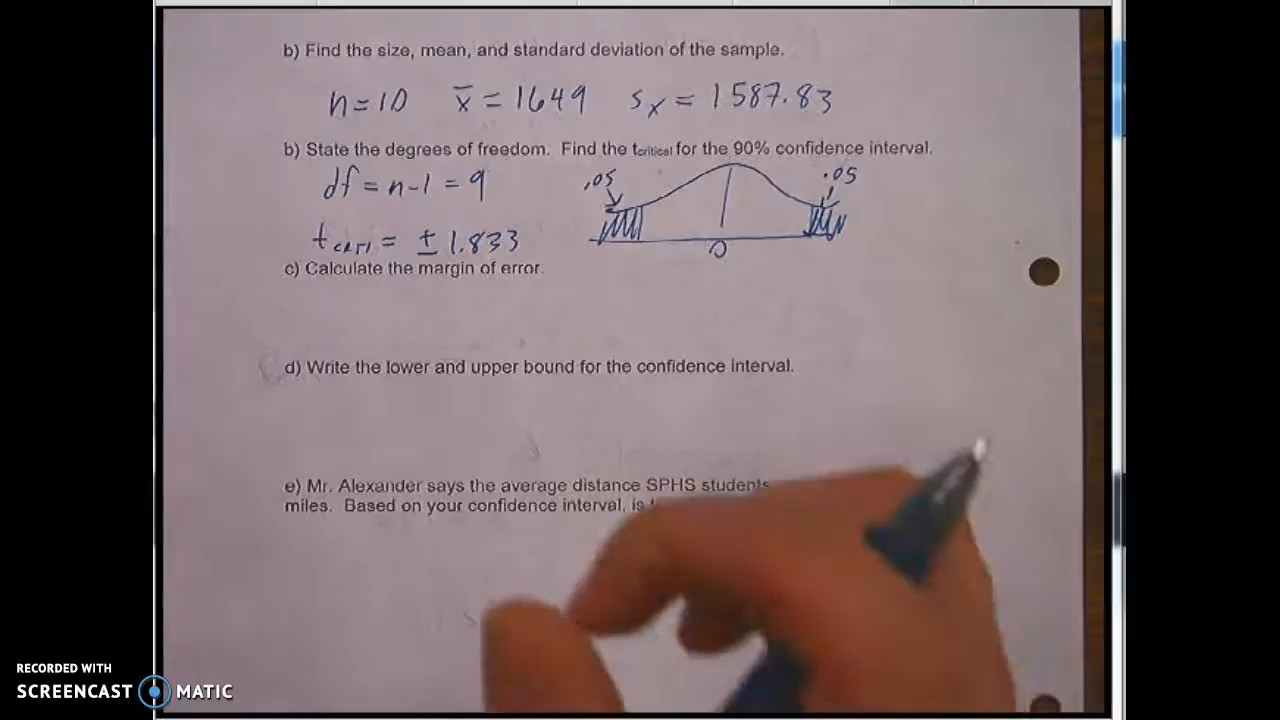 b) Find the size, mean, and standard deviation of the sample.
n = 10 x̄ = 1649 sx = 1587.83
b) State the degrees of freedom. Find the tcritical for the 90% confidence interval.
.05 .05
df = n-1 = 9
tcrit = ± 1.833
0
c) Calculate the margin of error.
d) Write the lower and upper bound for the confidence interval.
e) Mr. Alexander says the average distance SPHS students
miles. Based on your confidence interval, is
RECORDED WITH
SCREENCAST MATIC